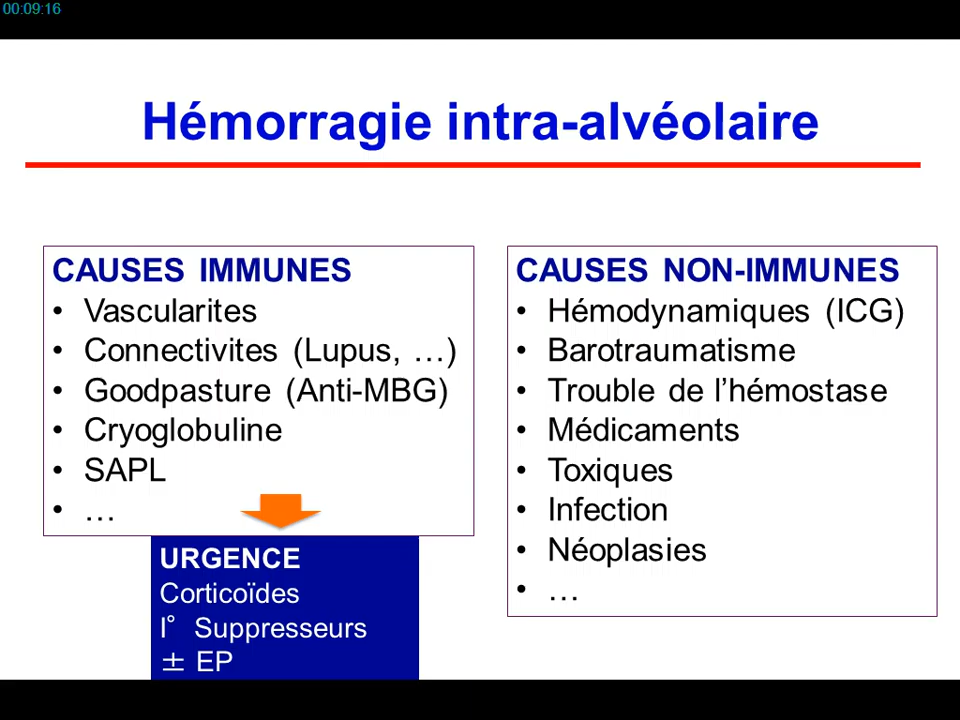 00:09:16
Hémorragie intra-alvéolaire
CAUSES IMMUNES
• Vascularites
• Connectivites (Lupus, …)
• Goodpasture (Anti-MBG)
• Cryoglobuline
• SAPL
• …
URGENCE
Corticoïdes
I° Suppresseurs
± EP
CAUSES NON-IMMUNES
• Hémodynamiques (ICG)
• Barotraumatisme
• Trouble de l’hémostase
• Médicaments
• Toxiques
• Infection
• Néoplasies
• …